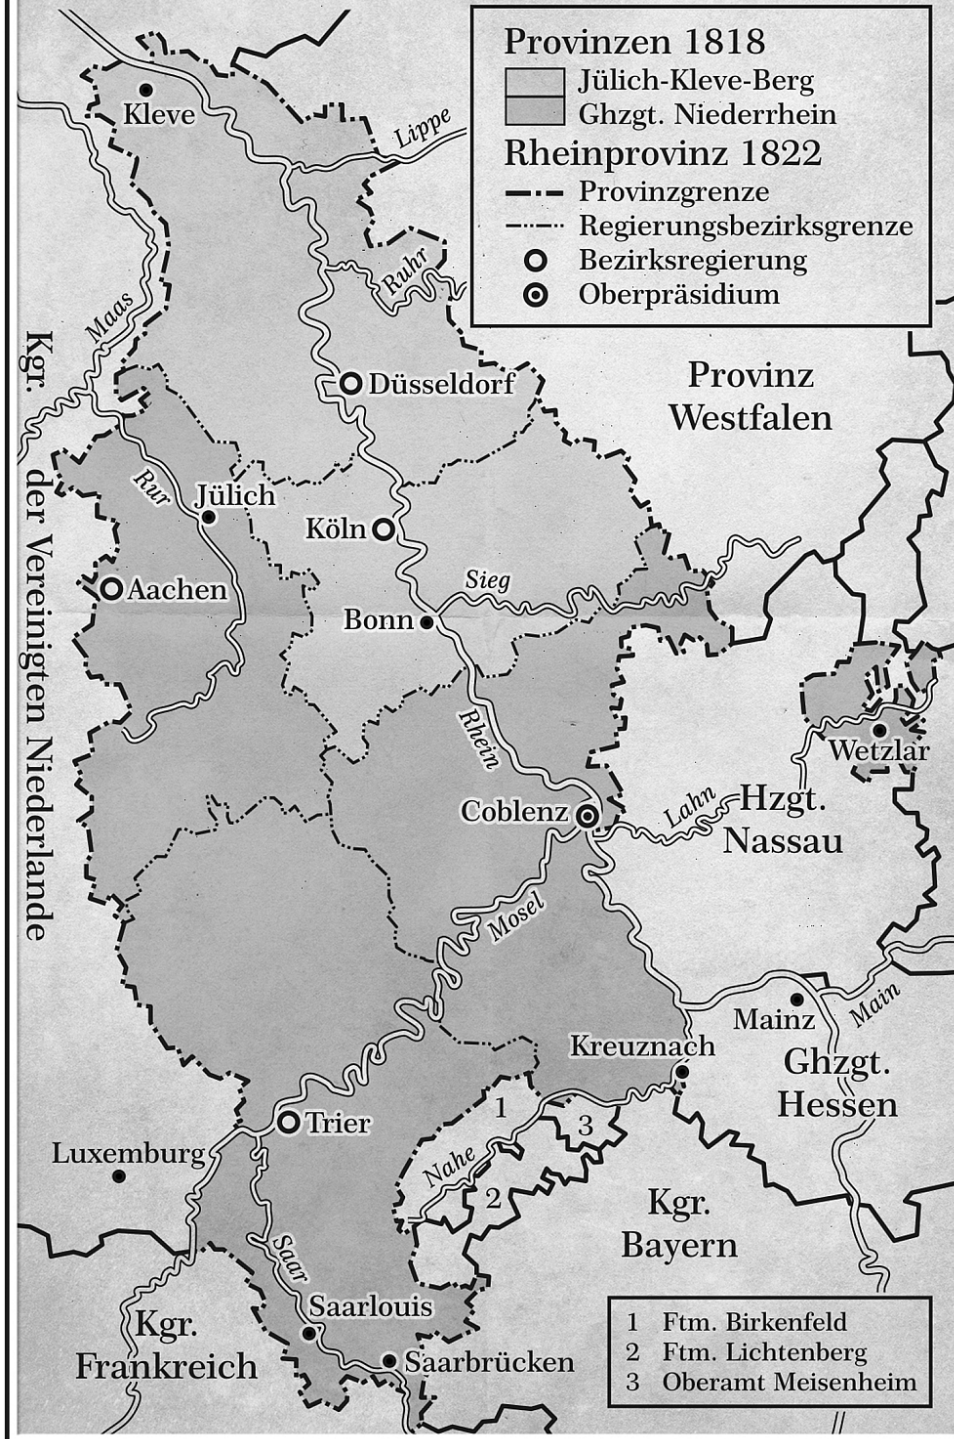 Provinzen 1818
Jülich-Kleve-Berg
Ghzgt. Niederrhein
Rheinprovinz 1822
Provinzgrenze
Regierungsbezirksgrenze
Bezirksregierung
Oberpräsidium
Kleve
Lippe
Ruhr
Maas
Kgr. der Vereinigten Niederlande
Düsseldorf
Provinz
Westfalen
Rur
Jülich
Köln
Aachen
Sieg
Bonn
Rhein
Wetzlar
Coblenz
Lahn
Hzgt.
Nassau
Mosel
Mainz
Main
Kreuznach
Ghzgt.
Hessen
1
3
Trier
Luxemburg
Nahe
2
Kgr.
Bayern
Saar
Saarlouis
Kgr.
Frankreich
Saarbrücken
1 Ftm. Birkenfeld
2 Ftm. Lichtenberg
3 Oberamt Meisenheim